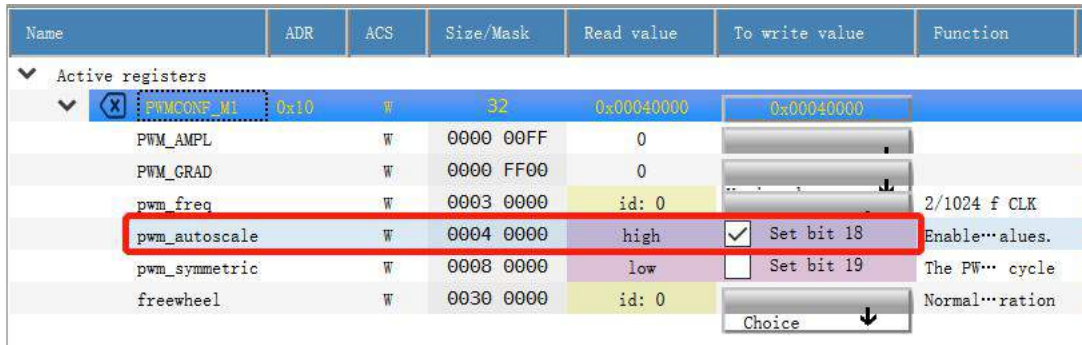 Name ADR ACS Size/Mask Read value To write value Function
Active registers
X PWMCONF_M1 0x10 W 32 0x00040000 0x00040000
PWM_AMPL W 0000 00FF 0
PWM_GRAD W 0000 FF00 0
pwm_freq W 0003 0000 id: 0 2/1024 f CLK
pwm_autoscale W 0004 0000 high Set bit 18 Enable…alues.
pwm_symmetric W 0008 0000 low Set bit 19 The PW… cycle
freewheel W 0030 0000 id: 0 Normal…ration
Choice